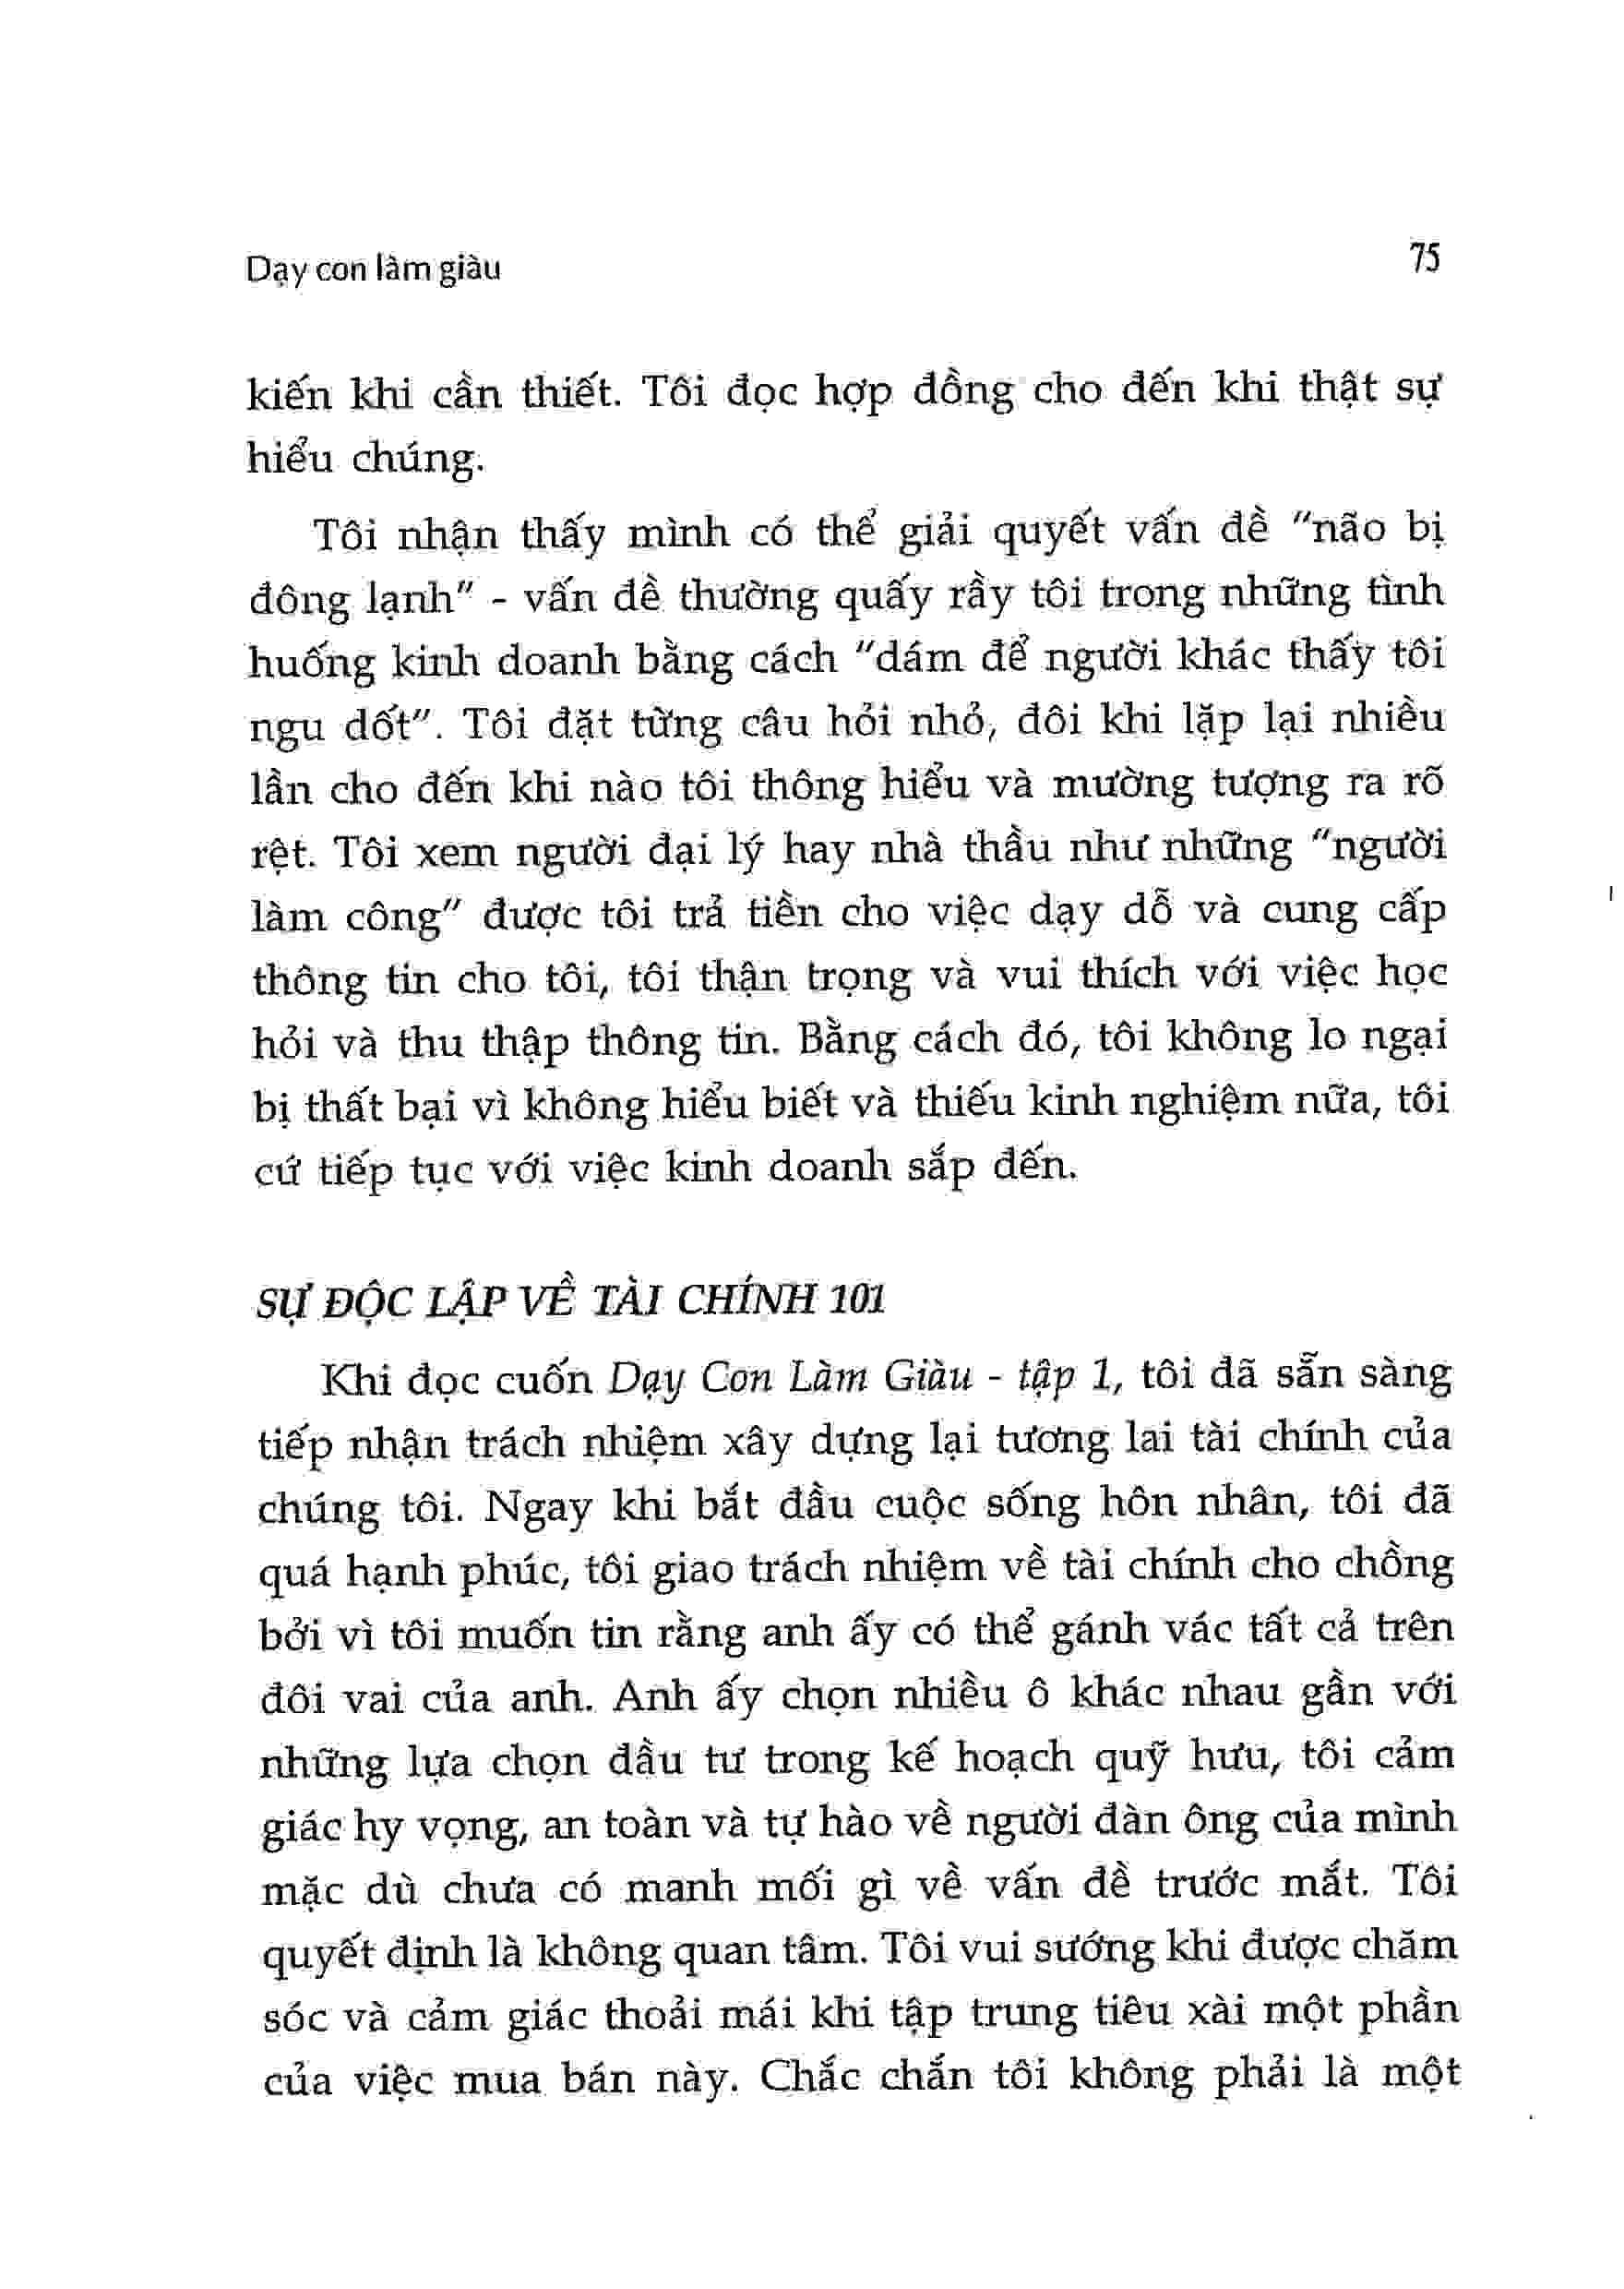 Dạy con làm giàu 75
kiến khi cần thiết. Tôi đọc hợp đồng cho đến khi thật sự
hiểu chúng.
Tôi nhận thấy mình có thể giải quyết vấn đề "não bị
đông lạnh" - vấn đề thường quấy rầy tôi trong những tình
huống kinh doanh bằng cách "dám để người khác thấy tôi
ngu dốt". Tôi đặt từng câu hỏi nhỏ, đôi khi lặp lại nhiều
lần cho đến khi nào tôi thông hiểu và mường tượng ra rõ
rệt. Tôi xem người đại lý hay nhà thầu như những "người
làm công" được tôi trả tiền cho việc dạy dỗ và cung cấp
thông tin cho tôi, tôi thận trọng và vui thích với việc học
hỏi và thu thập thông tin. Bằng cách đó, tôi không lo ngại
bị thất bại vì không hiểu biết và thiếu kinh nghiệm nữa, tôi
cứ tiếp tục với việc kinh doanh sắp đến.
SỰ ĐỘC LẬP VỀ TÀI CHÍNH 101
Khi đọc cuốn Dạy Con Làm Giàu - tập 1, tôi đã sẵn sàng
tiếp nhận trách nhiệm xây dựng lại tương lai tài chính của
chúng tôi. Ngay khi bắt đầu cuộc sống hôn nhân, tôi đã
quá hạnh phúc, tôi giao trách nhiệm về tài chính cho chồng
bởi vì tôi muốn tin rằng anh ấy có thể gánh vác tất cả trên
đôi vai của anh. Anh ấy chọn nhiều ô khác nhau gần với
những lựa chọn đầu tư trong kế hoạch quỹ hưu, tôi cảm
giác hy vọng, an toàn và tự hào về người đàn ông của mình
mặc dù chưa có manh mối gì về vấn đề trước mắt. Tôi
quyết định là không quan tâm. Tôi vui sướng khi được chăm
sóc và cảm giác thoải mái khi tập trung tiêu xài một phần
của việc mua bán này. Chắc chắn tôi không phải là một